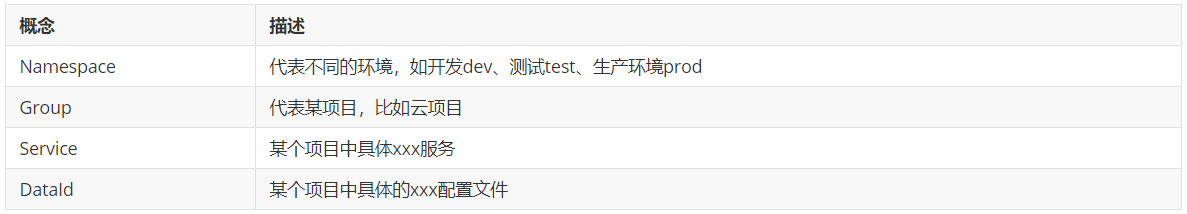 概念 描述
Namespace 代表不同的环境，如开发dev、测试test、生产环境prod
Group 代表某项目，比如云项目
Service 某个项目中具体xxx服务
DataId 某个项目中具体的xxx配置文件